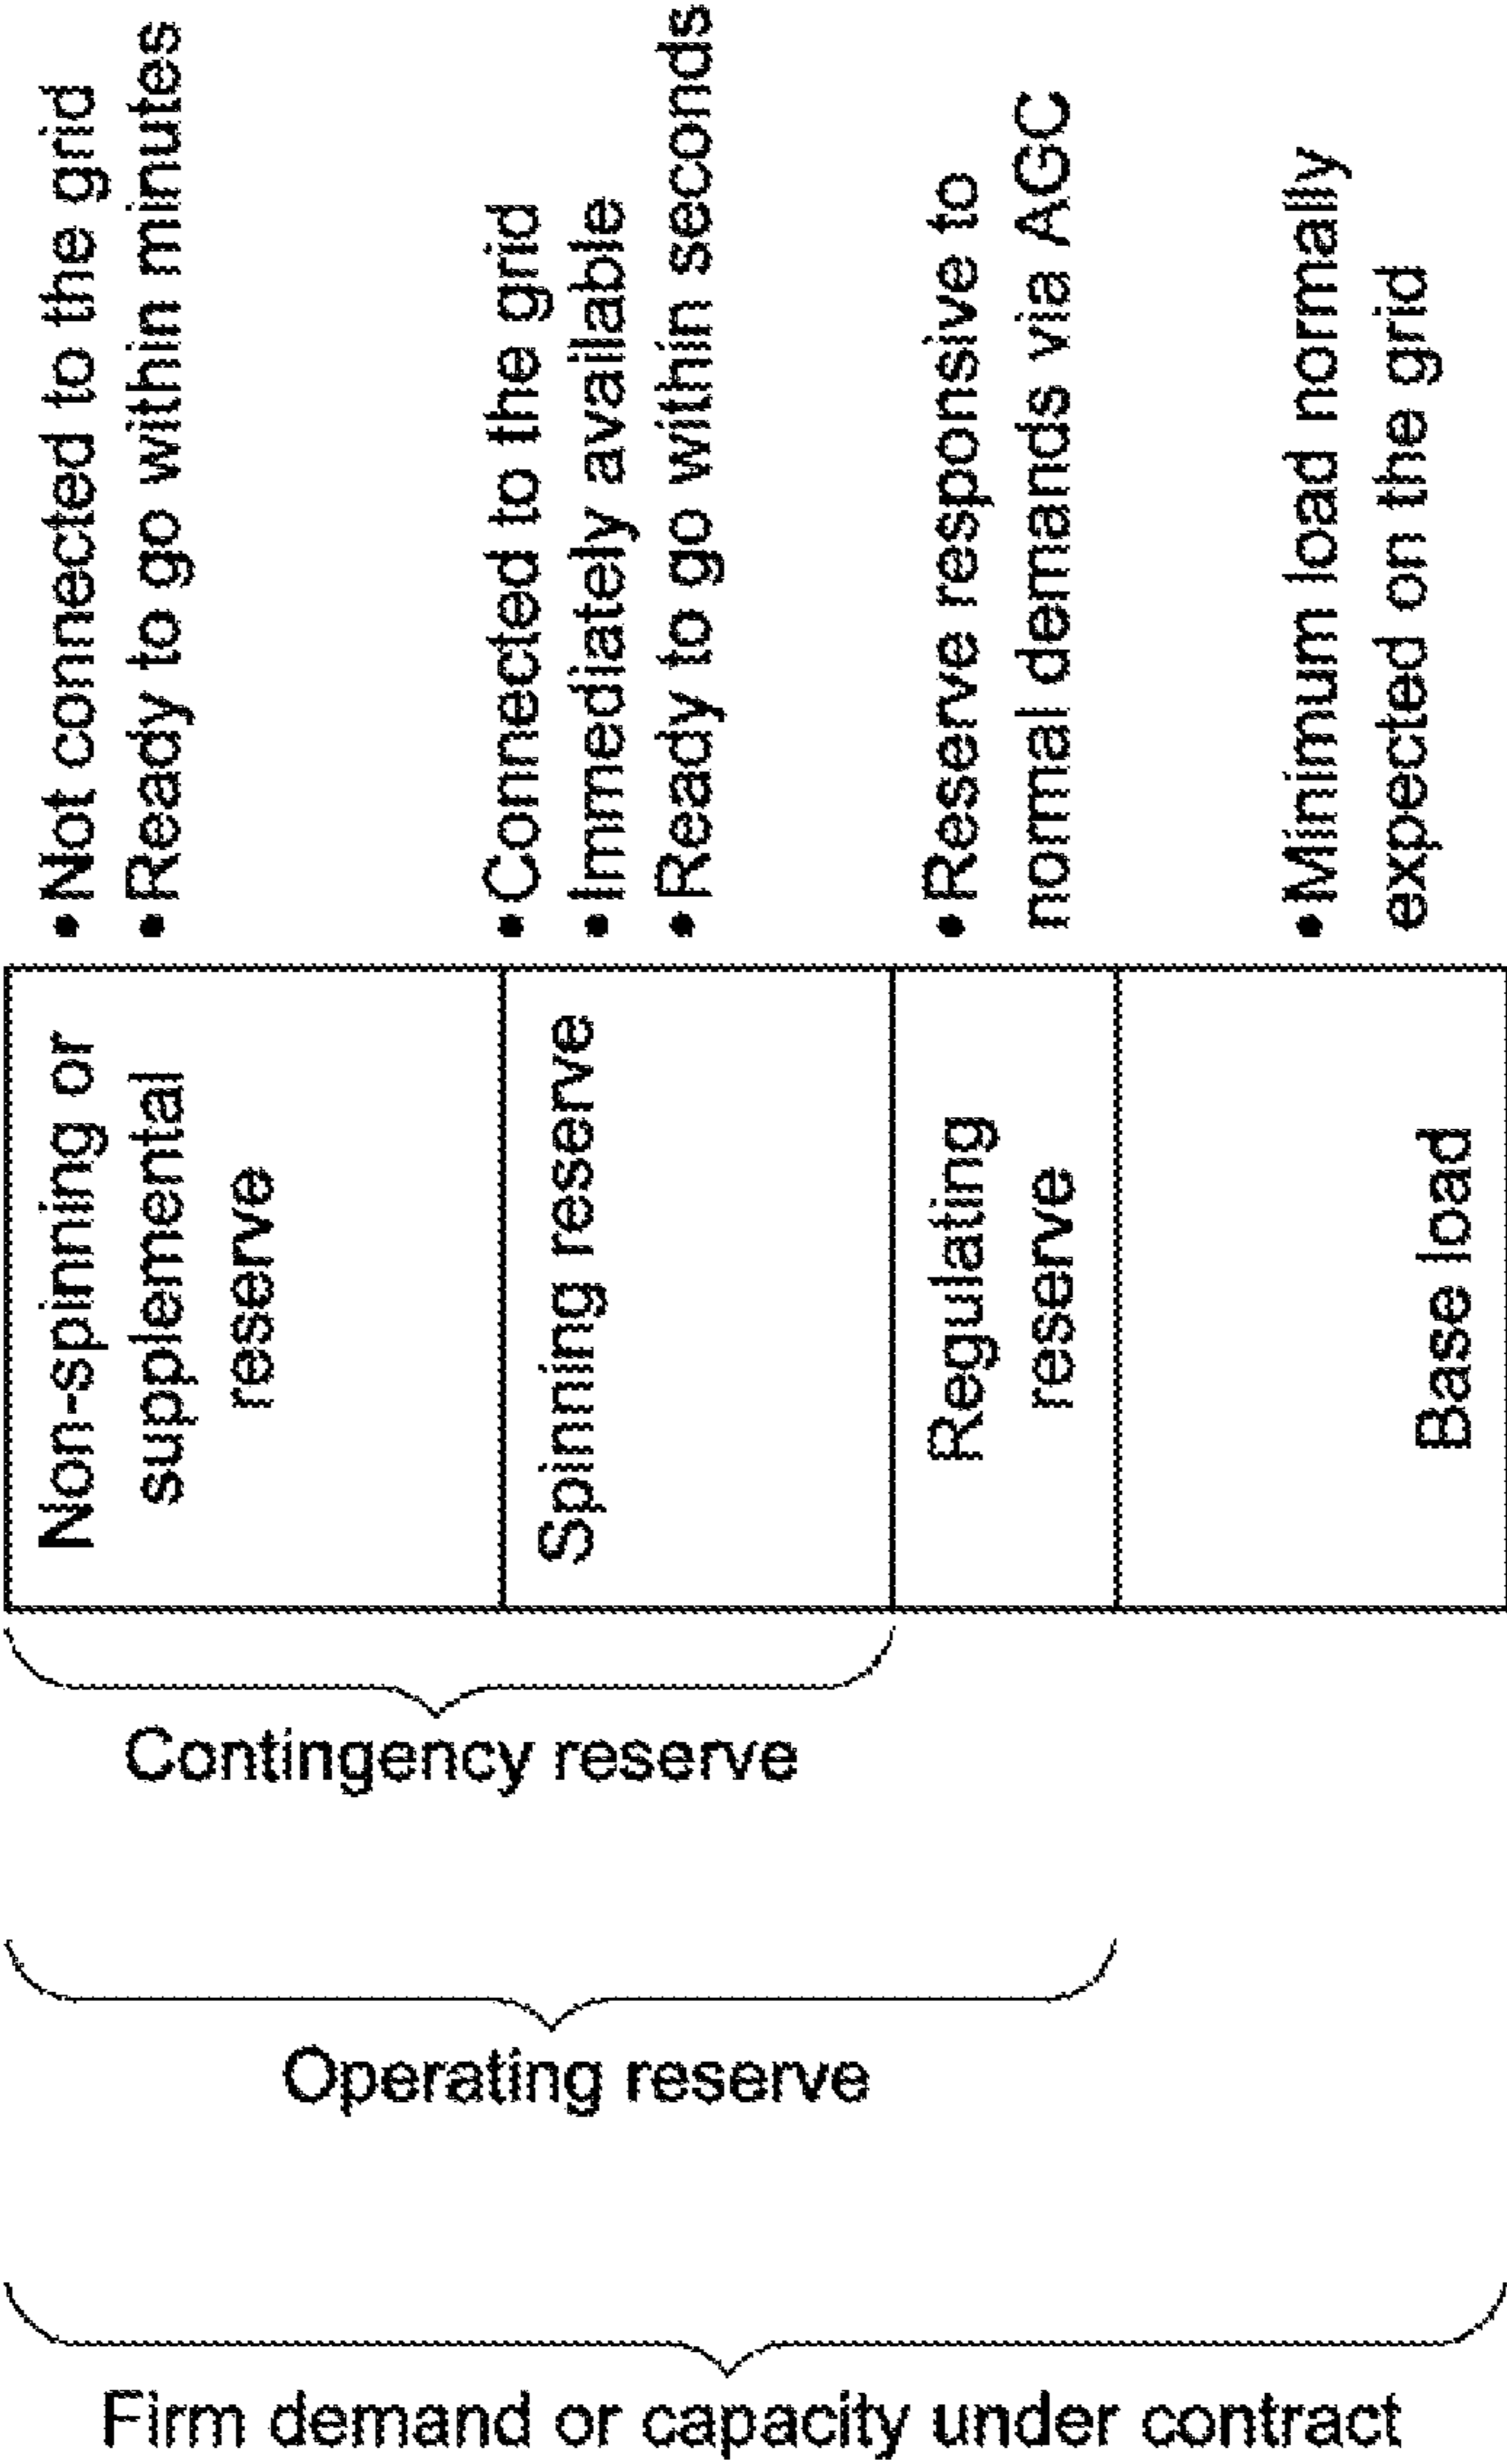 Non-spinning or
supplemental
reserve
•Not connected to the grid
•Ready to go within minutes
Spinning reserve
•Connected to the grid
•Immediately available
•Ready to go within seconds
Regulating
reserve
•Reserve responsive to
normal demands via AGC
Base load
•Minimum load normally
expected on the grid
Contingency reserve
Operating reserve
Firm demand or capacity under contract